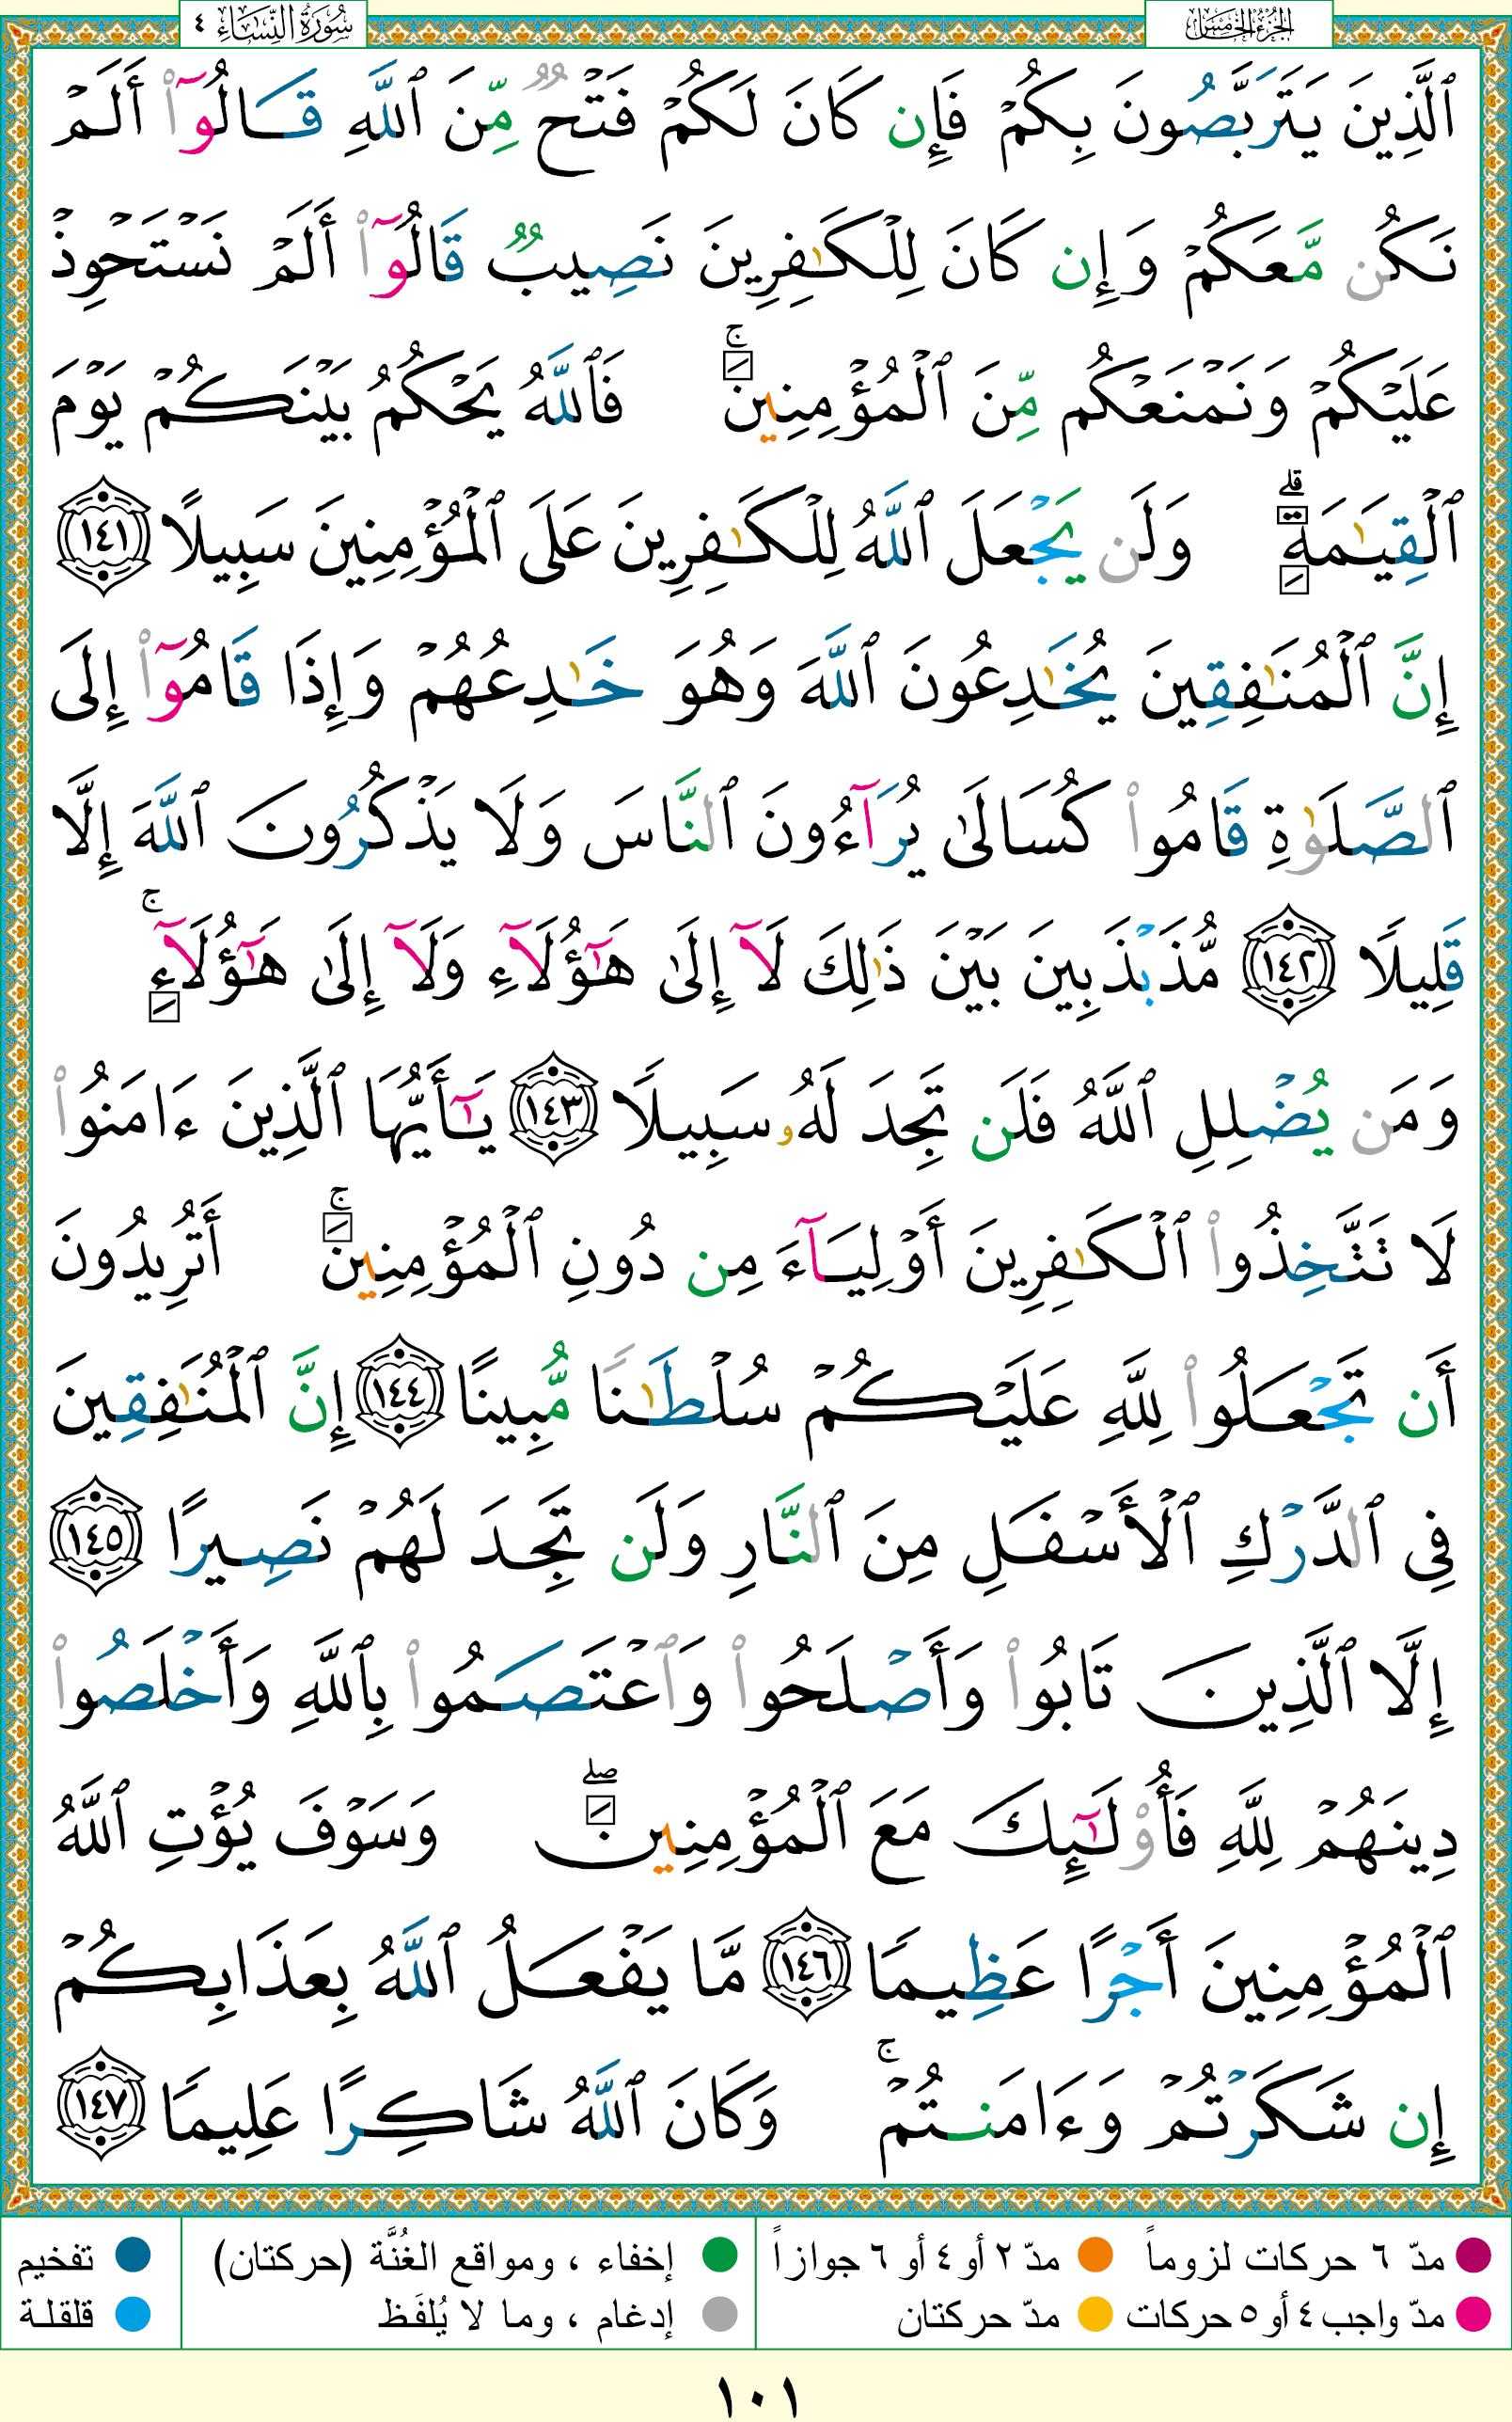 الجزء الخامس
سُورَةُ النِّسَاءِ ٤
ٱلَّذِينَ يَتَرَبَّصُونَ بِكُمۡ فَإِن كَانَ لَكُمۡ فَتۡحٞ مِّنَ ٱللَّهِ قَالُوٓاْ أَلَمۡ
نَكُن مَّعَكُمۡ وَإِن كَانَ لِلۡكَٰفِرِينَ نَصِيبٞ قَالُوٓاْ أَلَمۡ نَسۡتَحۡوِذۡ
عَلَيۡكُمۡ وَنَمۡنَعۡكُم مِّنَ ٱلۡمُؤۡمِنِينَۚ فَٱللَّهُ يَحۡكُمُ بَيۡنَكُمۡ يَوۡمَ
ٱلۡقِيَٰمَةِۗ وَلَن يَجۡعَلَ ٱللَّهُ لِلۡكَٰفِرِينَ عَلَى ٱلۡمُؤۡمِنِينَ سَبِيلًا ١٤١
إِنَّ ٱلۡمُنَٰفِقِينَ يُخَٰدِعُونَ ٱللَّهَ وَهُوَ خَٰدِعُهُمۡ وَإِذَا قَامُوٓاْ إِلَى
ٱلصَّلَوٰةِ قَامُواْ كُسَالَىٰ يُرَآءُونَ ٱلنَّاسَ وَلَا يَذۡكُرُونَ ٱللَّهَ إِلَّا
قَلِيلًا ١٤٢ مُّذَبۡذَبِينَ بَيۡنَ ذَٰلِكَ لَآ إِلَىٰ هَٰٓؤُلَآءِ وَلَآ إِلَىٰ هَٰٓؤُلَآءِۚ
وَمَن يُضۡلِلِ ٱللَّهُ فَلَن تَجِدَ لَهُۥ سَبِيلًا ١٤٣ يَٰٓأَيُّهَا ٱلَّذِينَ ءَامَنُواْ
لَا تَتَّخِذُواْ ٱلۡكَٰفِرِينَ أَوۡلِيَآءَ مِن دُونِ ٱلۡمُؤۡمِنِينَۚ أَتُرِيدُونَ
أَن تَجۡعَلُواْ لِلَّهِ عَلَيۡكُمۡ سُلۡطَٰنٗا مُّبِينًا ١٤٤ إِنَّ ٱلۡمُنَٰفِقِينَ
فِي ٱلدَّرۡكِ ٱلۡأَسۡفَلِ مِنَ ٱلنَّارِ وَلَن تَجِدَ لَهُمۡ نَصِيرًا ١٤٥
إِلَّا ٱلَّذِينَ تَابُواْ وَأَصۡلَحُواْ وَٱعۡتَصَمُواْ بِٱللَّهِ وَأَخۡلَصُواْ
دِينَهُمۡ لِلَّهِ فَأُوْلَٰٓئِكَ مَعَ ٱلۡمُؤۡمِنِينَۖ وَسَوۡفَ يُؤۡتِ ٱللَّهُ
ٱلۡمُؤۡمِنِينَ أَجۡرًا عَظِيمًا ١٤٦ مَّا يَفۡعَلُ ٱللَّهُ بِعَذَابِكُمۡ
إِن شَكَرۡتُمۡ وَءَامَنتُمۡۚ وَكَانَ ٱللَّهُ شَاكِرًا عَلِيمًا ١٤٧
مدّ ٦ حركات لزوماً مدّ ٢ أو ٤ أو ٦ جوازاً إخفاء ، ومواقع الغُنَّة (حركتان) تفخيم
مدّ واجب ٤ أو ٥ حركات مدّ حركتان إدغام ، وما لا يُلفَظ قلقلة
١٠١